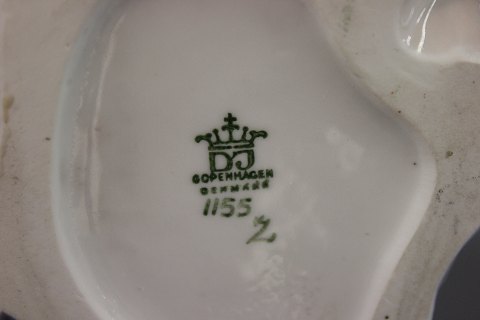 DJ
COPENHAGEN
DENMARK
1155
2